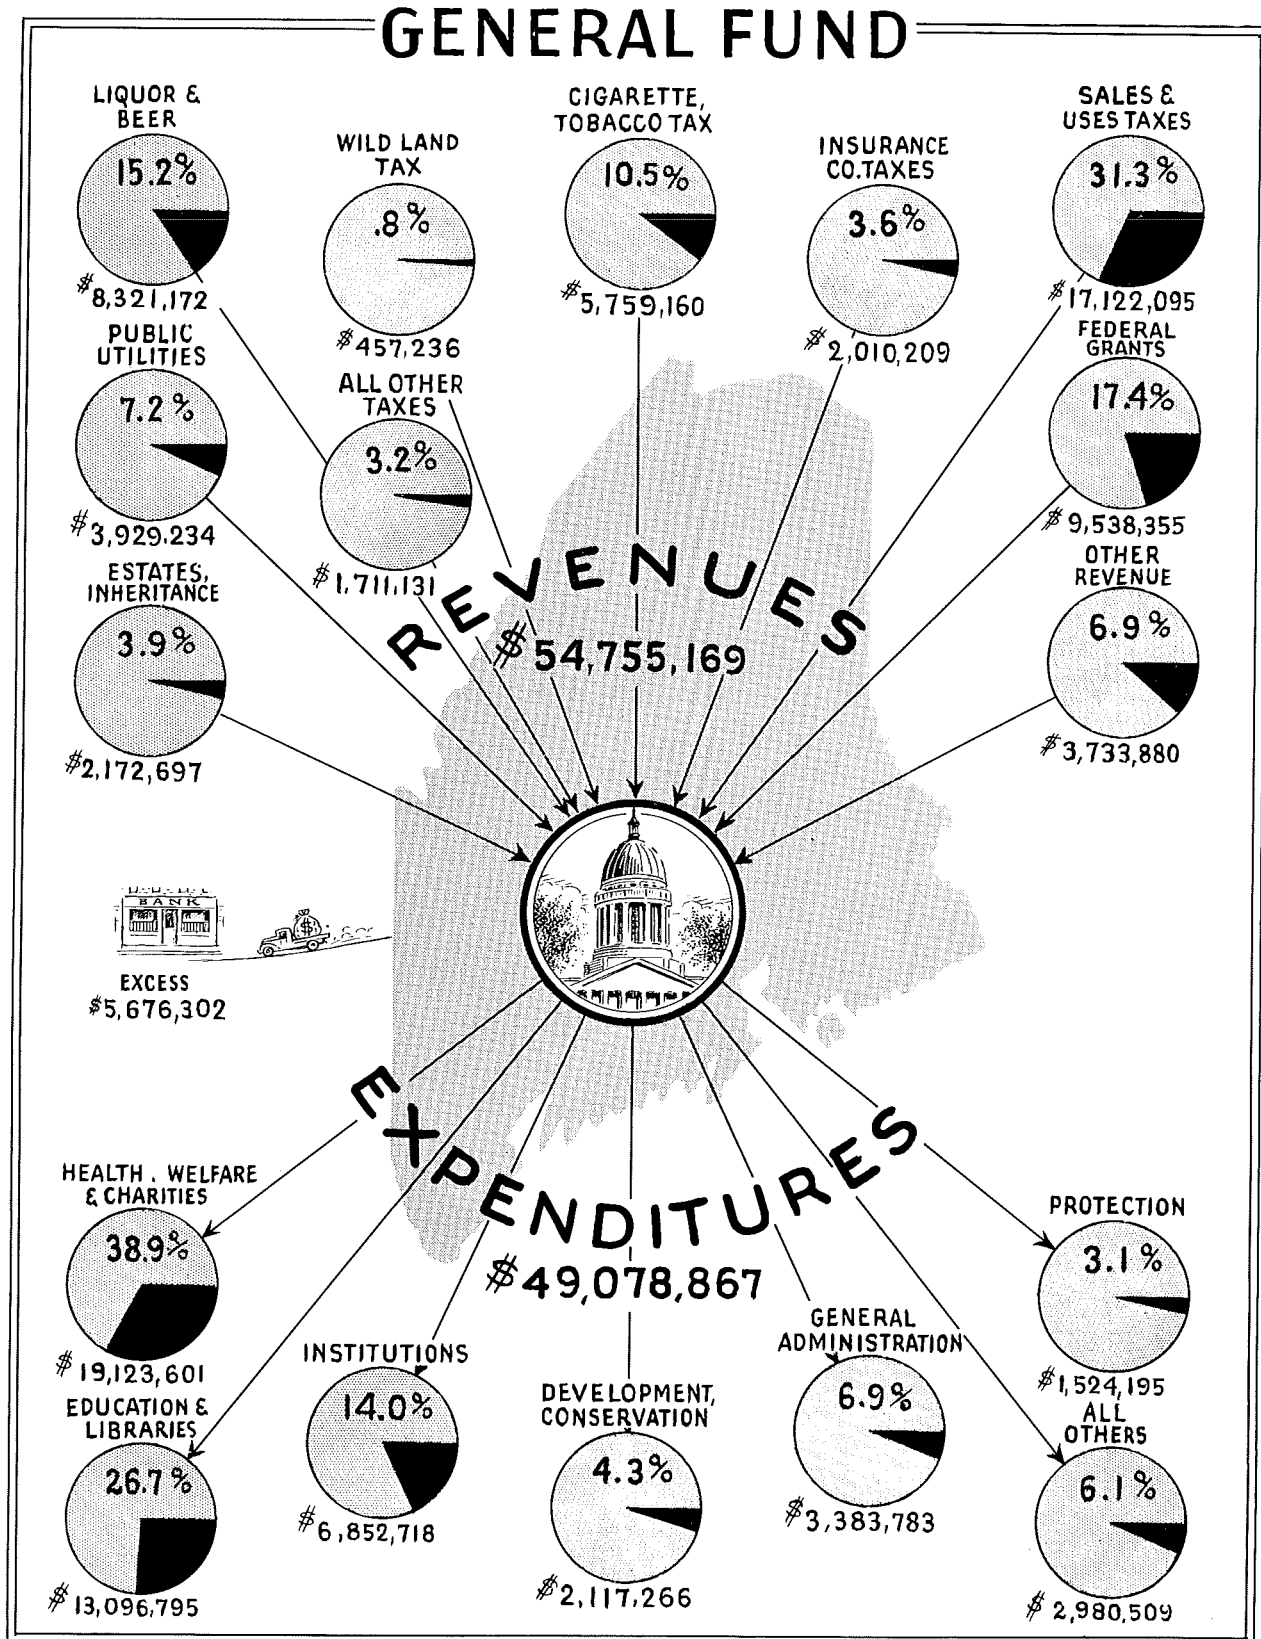 GENERAL FUND
LIQUOR &
BEER
15.2%
$8,321,172
WILD LAND
TAX
.8%
$457,236
CIGARETTE,
TOBACCO TAX
10.5%
$5,759,160
INSURANCE
CO. TAXES
3.6%
$2,010,209
SALES &
USES TAXES
31.3%
$17,122,095
PUBLIC
UTILITIES
7.2%
$3,929.234
ALL OTHER
TAXES
3.2%
$1,711,131
FEDERAL
GRANTS
17.4%
$9,538,355
ESTATES,
INHERITANCE
3.9%
$2,172,697
OTHER
REVENUE
6.9%
$3,733,880
REVENUES
$54,755,169
BANK
$
EXCESS
$5,676,302
EXPENDITURES
$49,078,867
HEALTH, WELFARE
& CHARITIES
38.9%
$19,123,601
EDUCATION &
LIBRARIES
26.7%
$13,096,795
INSTITUTIONS
14.0%
$6,852,718
DEVELOPMENT,
CONSERVATION
4.3%
$2,117,266
GENERAL
ADMINISTRATION
6.9%
$3,383,783
PROTECTION
3.1%
$1,524,195
ALL
OTHERS
6.1%
$2,980,509